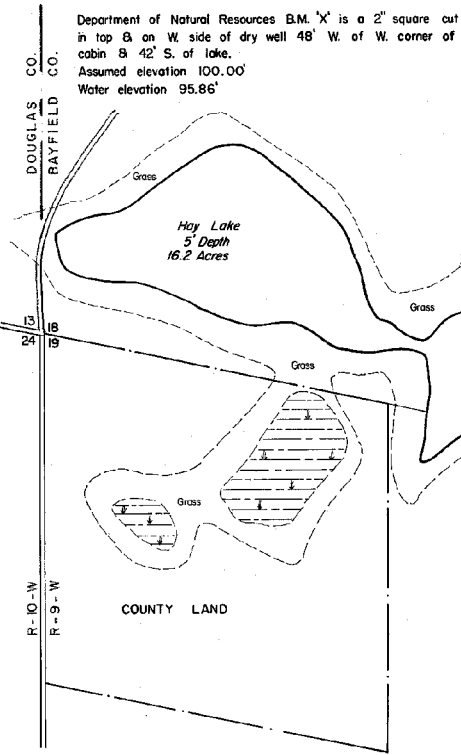 Department of Natural Resources B.M. 'X' is a 2" square cut
in top & on W. side of dry well 48' W. of W. corner of
cabin & 42' S. of lake.
Assumed elevation 100.00'
Water elevation 95.86'
DOUGLAS CO.
BAYFIELD CO.
Grass
Hay Lake
5' Depth
16.2 Acres
Grass
13 18
24 19
Grass
Grass
COUNTY LAND
R-10-W
R-9-W